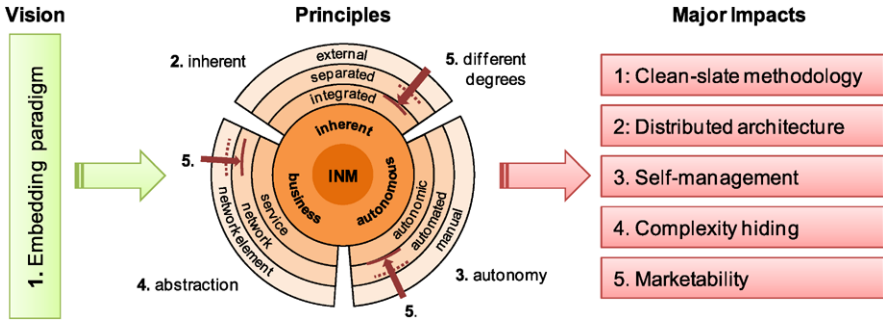 Vision
Principles
Major Impacts
1. Embedding paradigm
2. inherent
external
separated
integrated
inherent
5. different
degrees
5.
INM
business
autonomous
service
network
network element
autonomic
automated
manual
4. abstraction
3. autonomy
5.
1: Clean-slate methodology
2: Distributed architecture
3. Self-management
4: Complexity hiding
5. Marketability